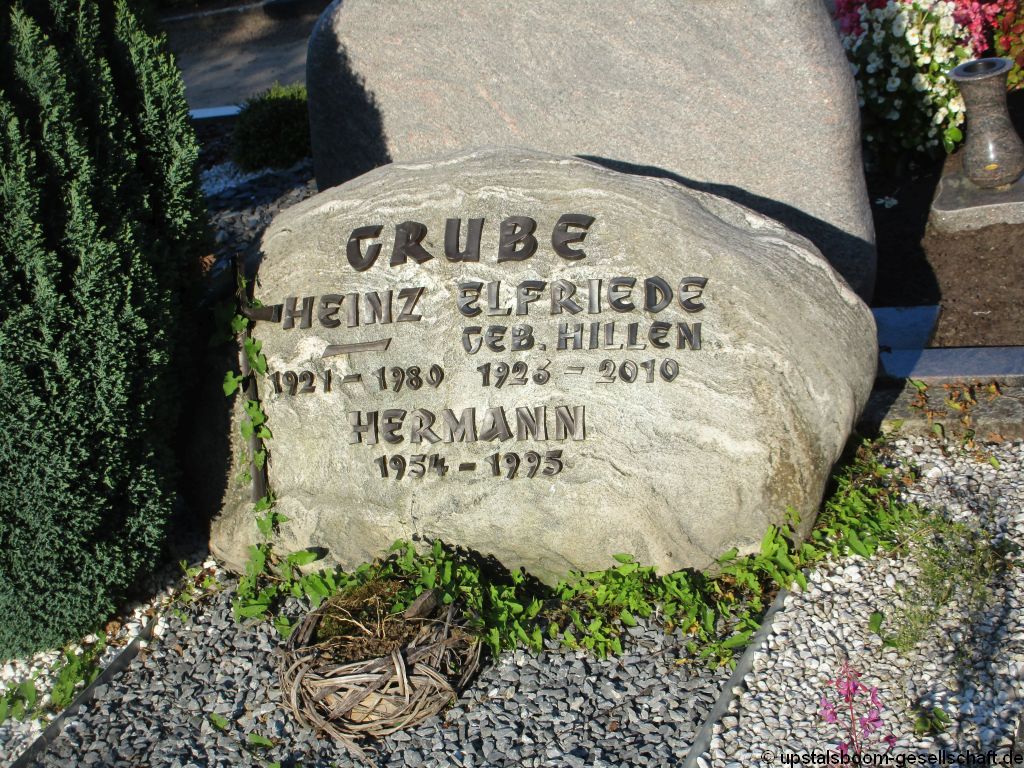 GRUBE
HEINZ ELFRIEDE
GEB. HILLEN
1921 - 1980 1926 - 2010
HERMANN
1954 - 1995
© upstalsboom-gesellschaft.de